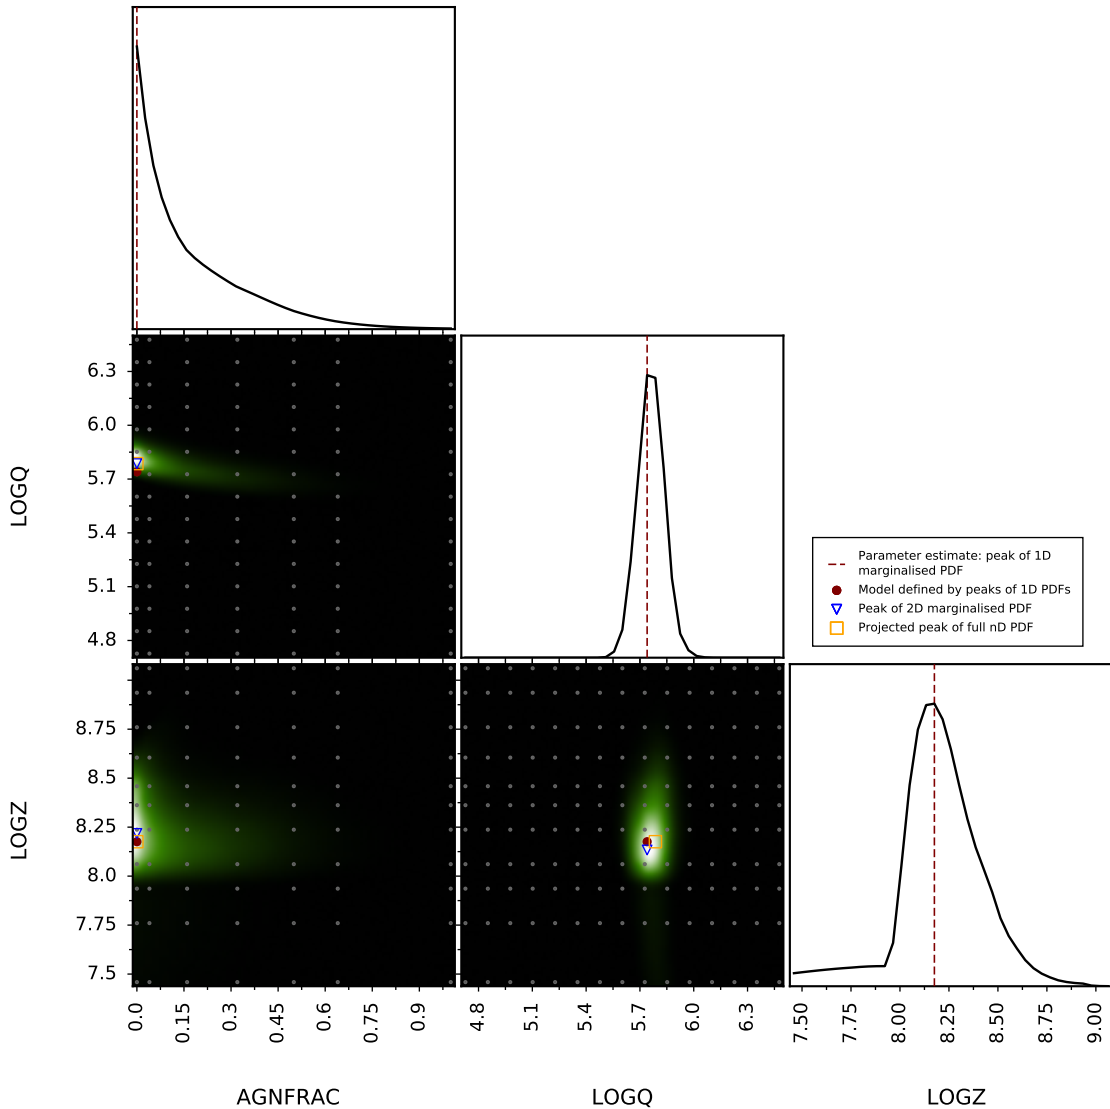 6.3
6.0
5.7
5.4
5.1
4.8
LOGQ
Parameter estimate: peak of 1D
marginalised PDF
Model defined by peaks of 1D PDFs
Peak of 2D marginalised PDF
Projected peak of full nD PDF
8.75
8.5
8.25
8.0
7.75
7.5
LOGZ
0.0 0.15 0.3 0.45 0.6 0.75 0.9
4.8 5.1 5.4 5.7 6.0 6.3
7.50 7.75 8.00 8.25 8.50 8.75 9.00
AGNFRAC
LOGQ
LOGZ